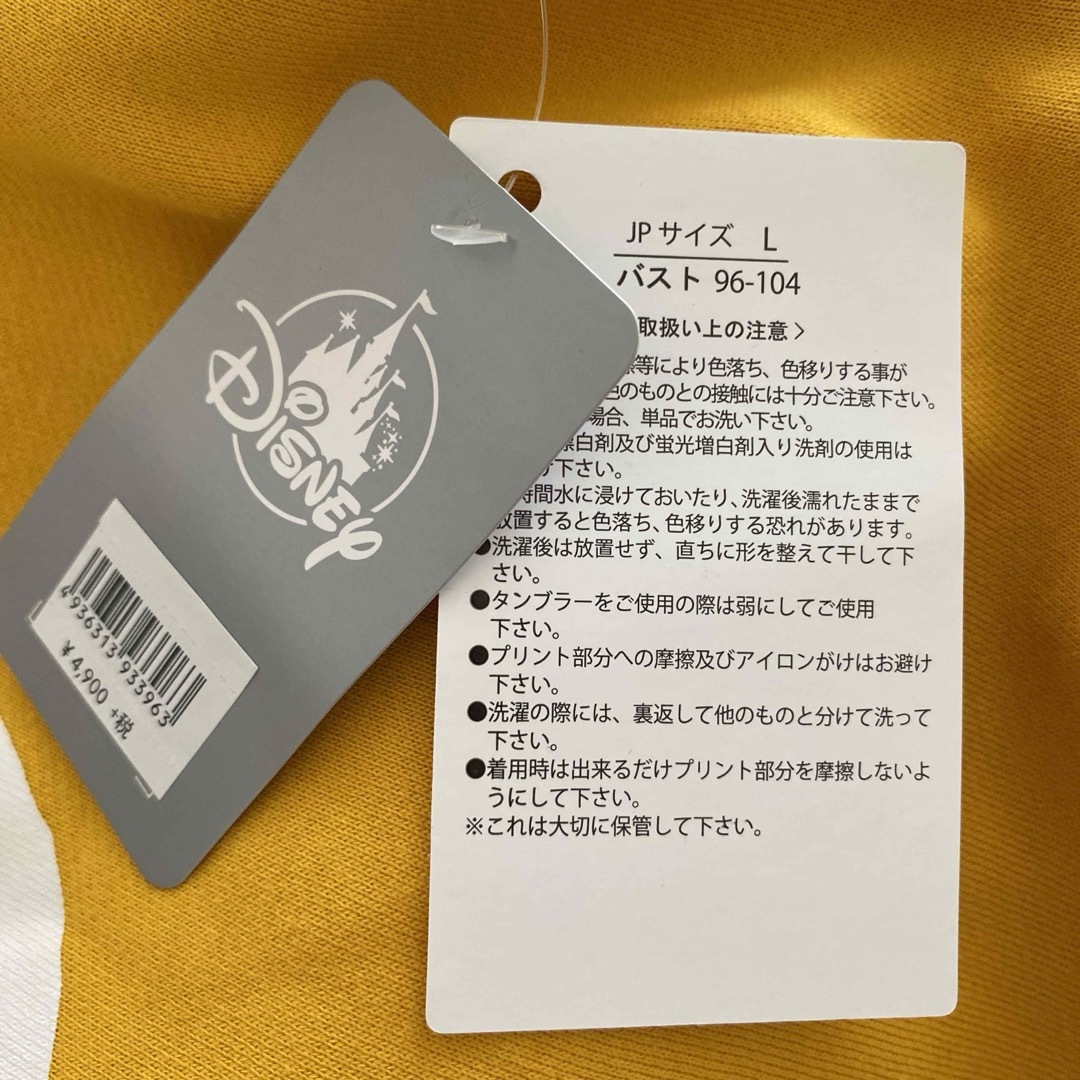 DISNEY
4936313933963
¥4,900 +税
JP サイズ L
バスト 96-104
取扱い上の注意〉
等により色落ち、色移りする事が
のものとの接触には十分ご注意下さい。
場合、単品でお洗い下さい。
白剤及び蛍光増白剤入り洗剤の使用は
下さい。
時間水に浸けておいたり、洗濯後濡れたままで
放置すると色落ち、色移りする恐れがあります。
●洗濯後は放置せず、直ちに形を整えて干して下
さい。
●タンブラーをご使用の際は弱にしてご使用
下さい。
●プリント部分への摩擦及びアイロンがけはお避け
下さい。
●洗濯の際には、裏返して他のものと分けて洗って
下さい。
●着用時は出来るだけプリント部分を摩擦しないよ
うにして下さい。
※これは大切に保管して下さい。